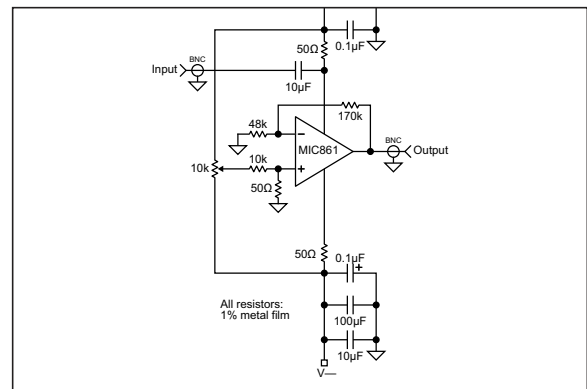 50Ω
0.1µF
BNC
Input
10µF
170k
48k
–
MIC861
BNC
Output
10k
10k
+
50Ω
50Ω
0.1µF
+
All resistors:
1% metal film
100µF
10µF
V—